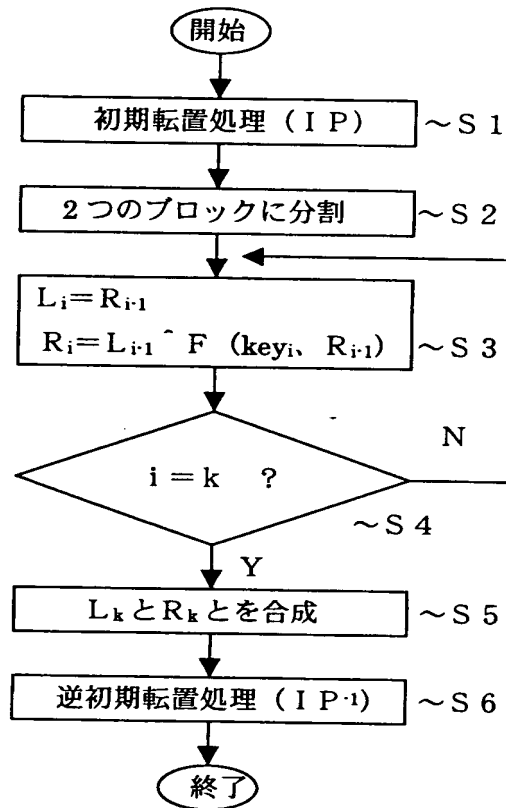 開始
初期転置処理（ＩＰ） ～Ｓ１
２つのブロックに分割 ～Ｓ２
Lᵢ＝Rᵢ₋₁
Rᵢ＝Lᵢ₋₁＾Ｆ（keyᵢ、Rᵢ₋₁） ～Ｓ３
Ｎ
ｉ＝ｋ ？
～Ｓ４
Ｙ
LₖとRₖとを合成 ～Ｓ５
逆初期転置処理（ＩＰ⁻¹） ～Ｓ６
終了